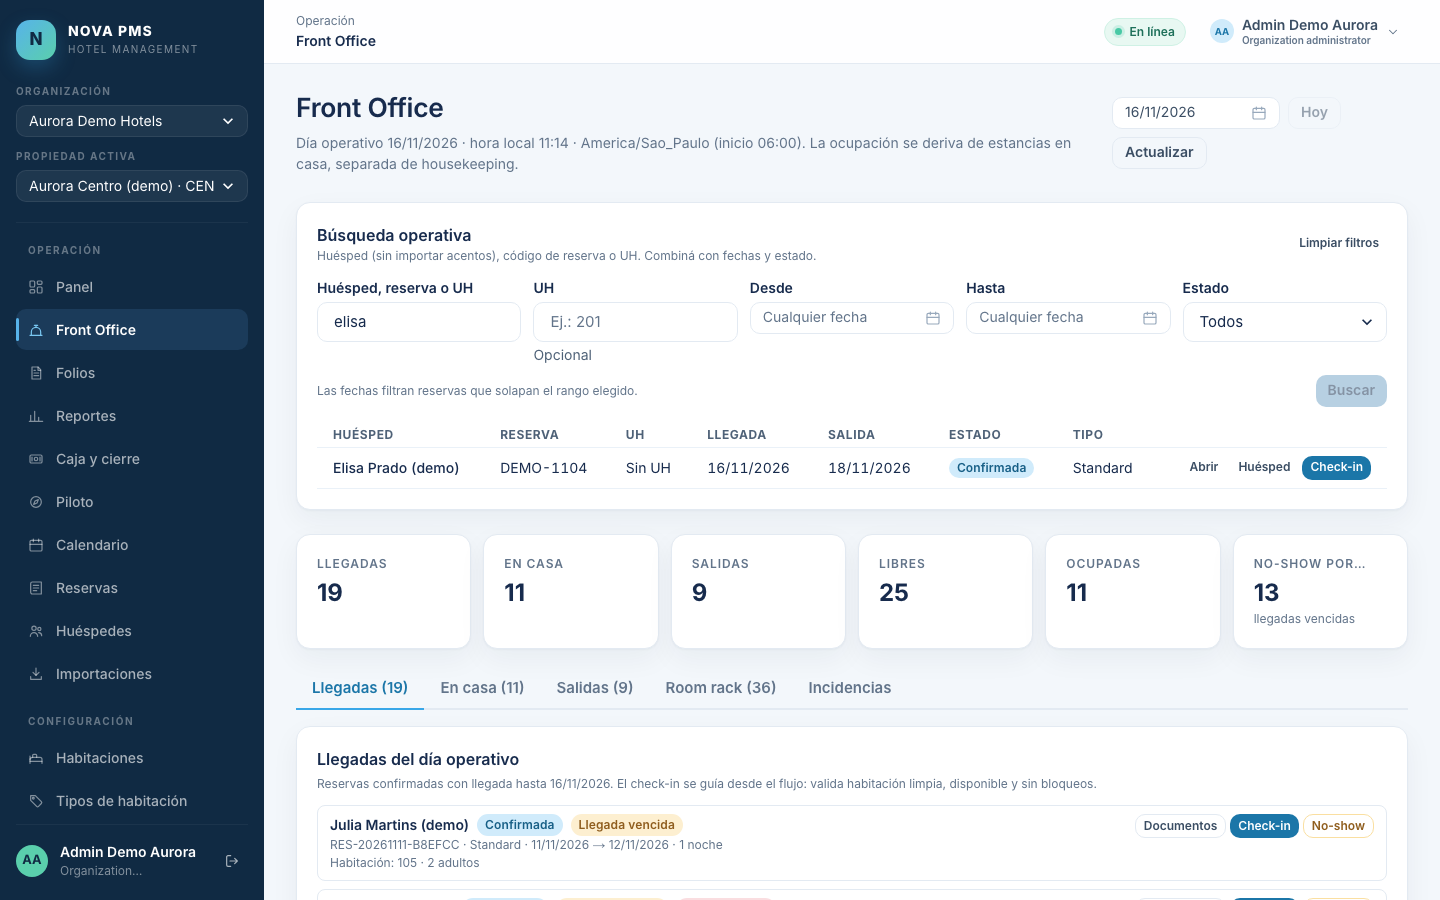 N
NOVA PMS
HOTEL MANAGEMENT
ORGANIZACIÓN
Aurora Demo Hotels
PROPIEDAD ACTIVA
Aurora Centro (demo) · CEN
OPERACIÓN
Panel
Front Office
Folios
Reportes
Caja y cierre
Piloto
Calendario
Reservas
Huéspedes
Importaciones
CONFIGURACIÓN
Habitaciones
Tipos de habitación
AA
Admin Demo Aurora
Organization...
Operación
Front Office
En línea
AA
Admin Demo Aurora
Organization administrator
Front Office
Día operativo 16/11/2026 · hora local 11:14 · America/Sao_Paulo (inicio 06:00). La ocupación se deriva de estancias en
casa, separada de housekeeping.
16/11/2026
Hoy
Actualizar
Búsqueda operativa
Huésped (sin importar acentos), código de reserva o UH. Combiná con fechas y estado.
Limpiar filtros
Huésped, reserva o UH
UH
Desde
Hasta
Estado
elisa
Ej.: 201
Cualquier fecha
Cualquier fecha
Todos
Opcional
Las fechas filtran reservas que solapan el rango elegido.
Buscar
HUÉSPED RESERVA UH LLEGADA SALIDA ESTADO TIPO
Elisa Prado (demo) DEMO-1104 Sin UH 16/11/2026 18/11/2026 Confirmada Standard Abrir Huésped Check-in
LLEGADAS
19
EN CASA
11
SALIDAS
9
LIBRES
25
OCUPADAS
11
NO-SHOW POR...
13
llegadas vencidas
Llegadas (19)
En casa (11)
Salidas (9)
Room rack (36)
Incidencias
Llegadas del día operativo
Reservas confirmadas con llegada hasta 16/11/2026. El check-in se guía desde el flujo: valida habitación limpia, disponible y sin bloqueos.
Julia Martins (demo) Confirmada Llegada vencida
RES-20261111-B8EFCC · Standard · 11/11/2026 → 12/11/2026 · 1 noche
Habitación: 105 · 2 adultos
Documentos
Check-in
No-show